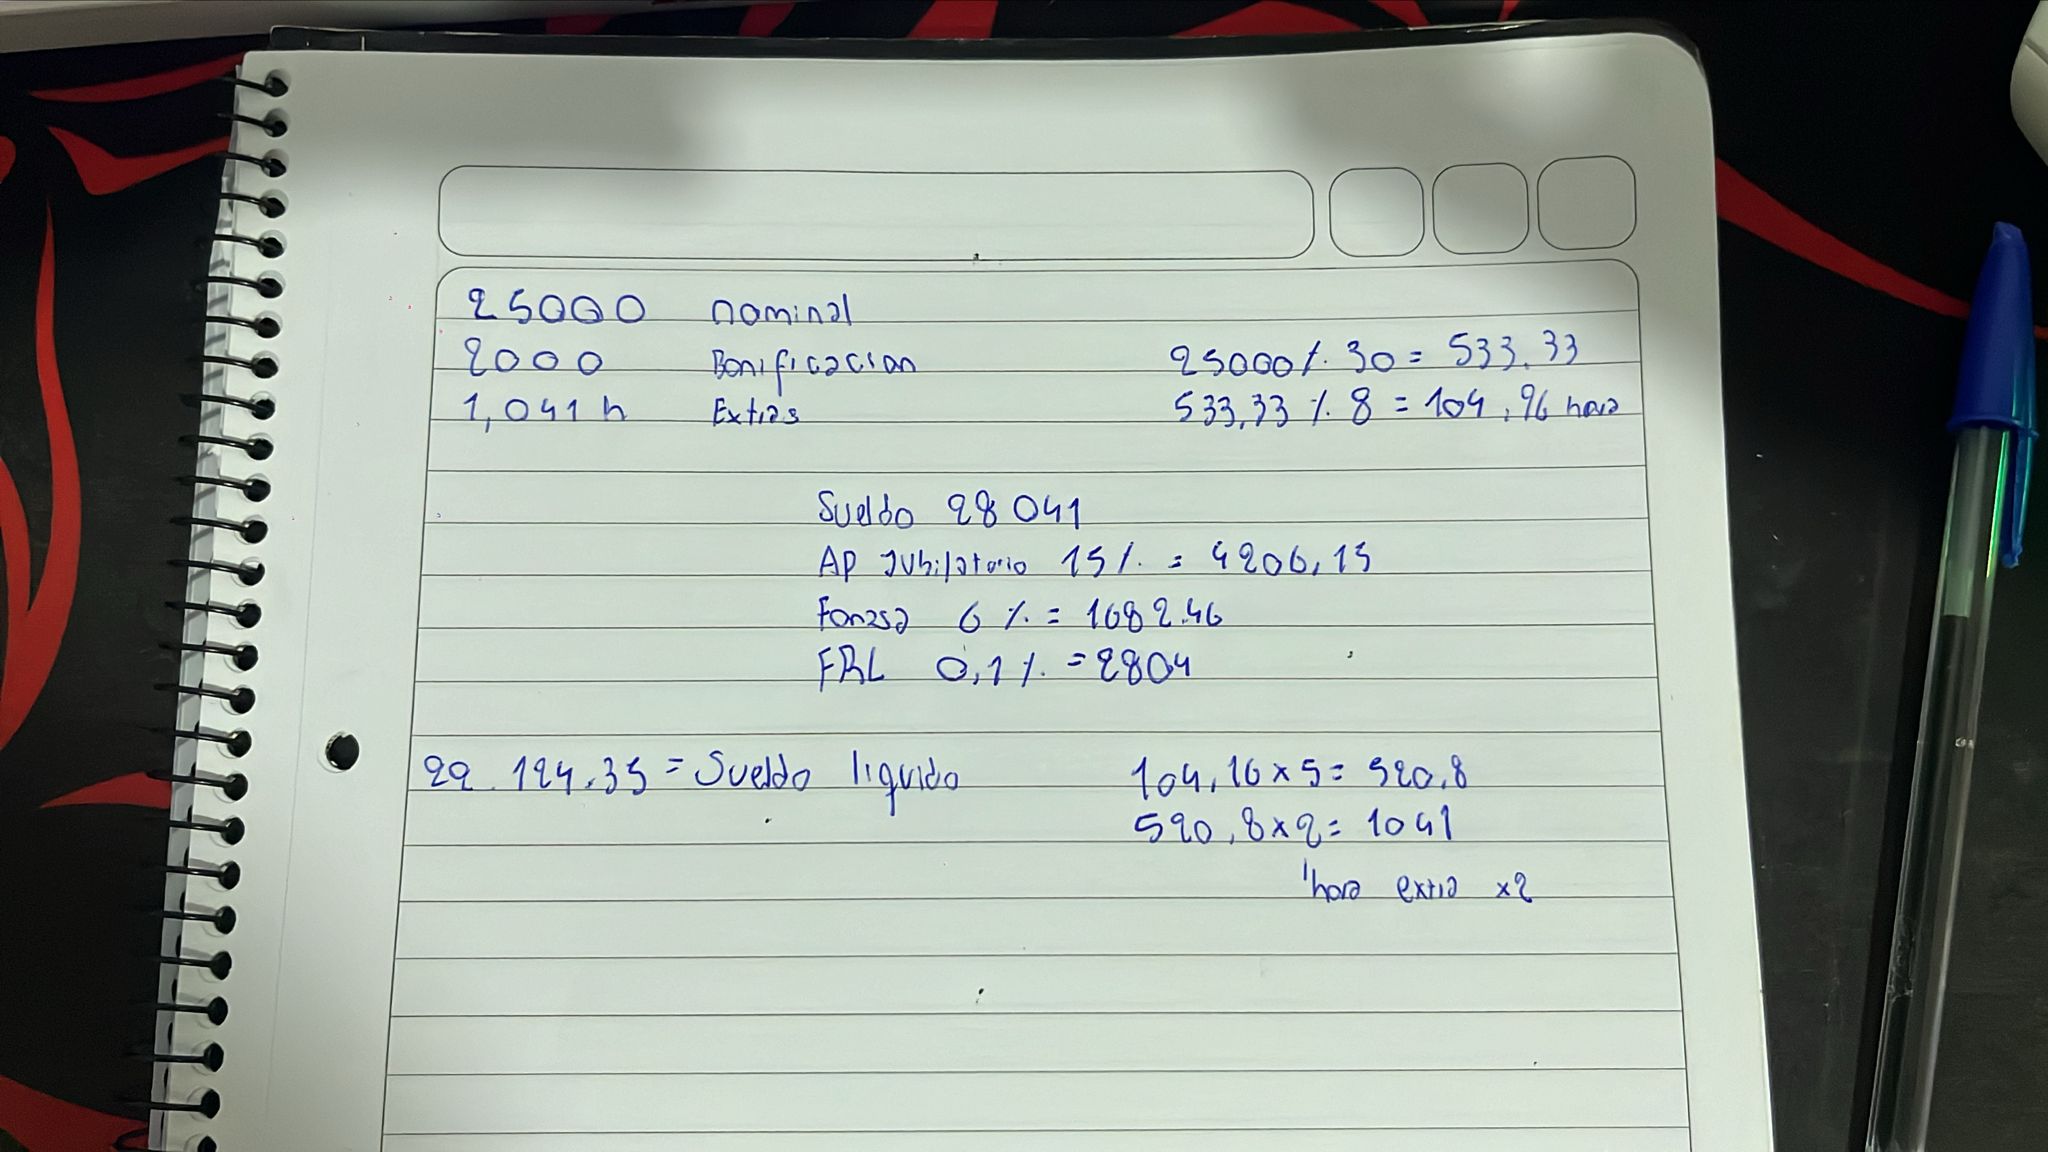 25000 nominal
2000 Bonificacion
25000 % 30 = 533.33
1,041 h Extras
533,33 % 8 = 104,96 hora
Sueldo 28041
AP Jubilatorio 15% = 4206,15
Fonasa 6% = 1682.46
FRL 0,1% = 2804
22.124.35 = Sueldo liquido
104,16 x 5 = 520.8
520,8 x 2 = 1041
hora extra x2